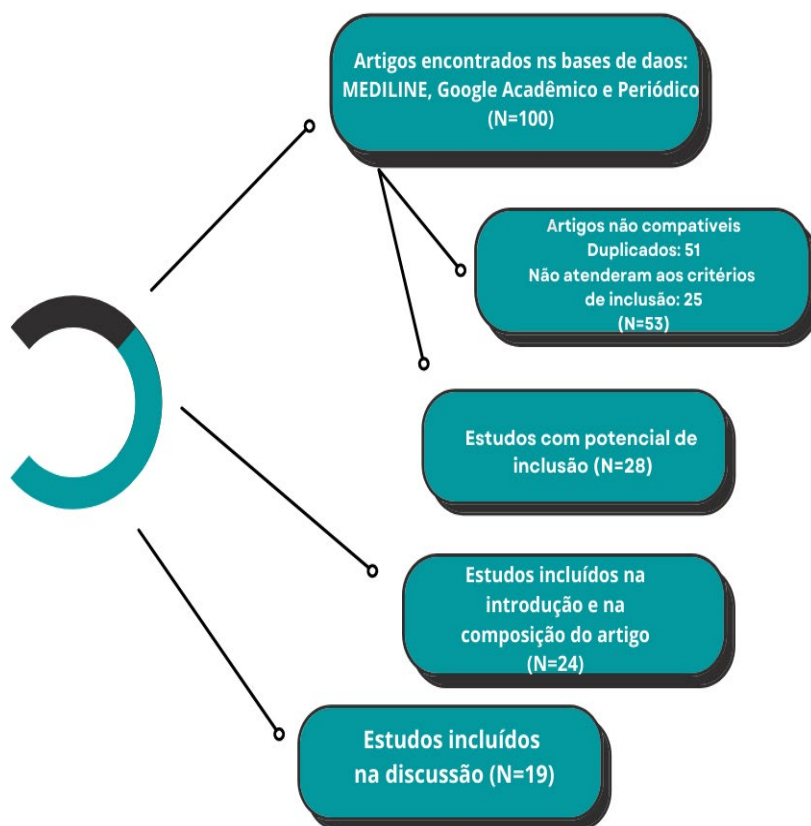 Artigos encontrados ns bases de daos:
MEDILINE, Google Acadêmico e Periódico
(N=100)
Artigos não compatíveis
Duplicados: 51
Não atenderam aos critérios
de inclusão: 25
(N=53)
Estudos com potencial de
inclusão (N=28)
Estudos incluídos na
introdução e na
composição do artigo
(N=24)
Estudos incluídos
na discussão (N=19)